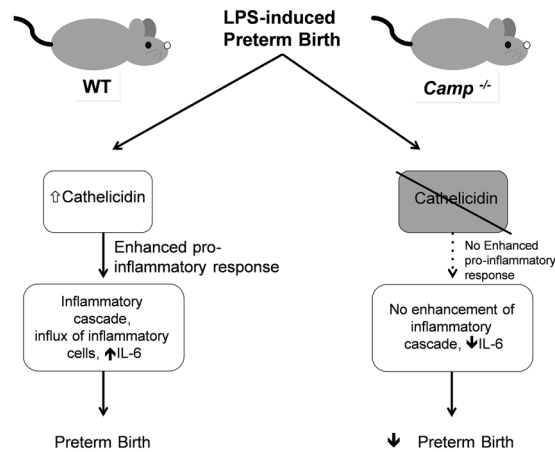 LPS-induced
Preterm Birth
WT
Camp -/-
⇧Cathelicidin
Cathelicidin
Enhanced pro-
inflammatory response
No Enhanced
pro-inflammatory
response
Inflammatory
cascade,
influx of inflammatory
cells, 🡅IL-6
No enhancement of
inflammatory
cascade, 🡇IL-6
Preterm Birth
🡇 Preterm Birth